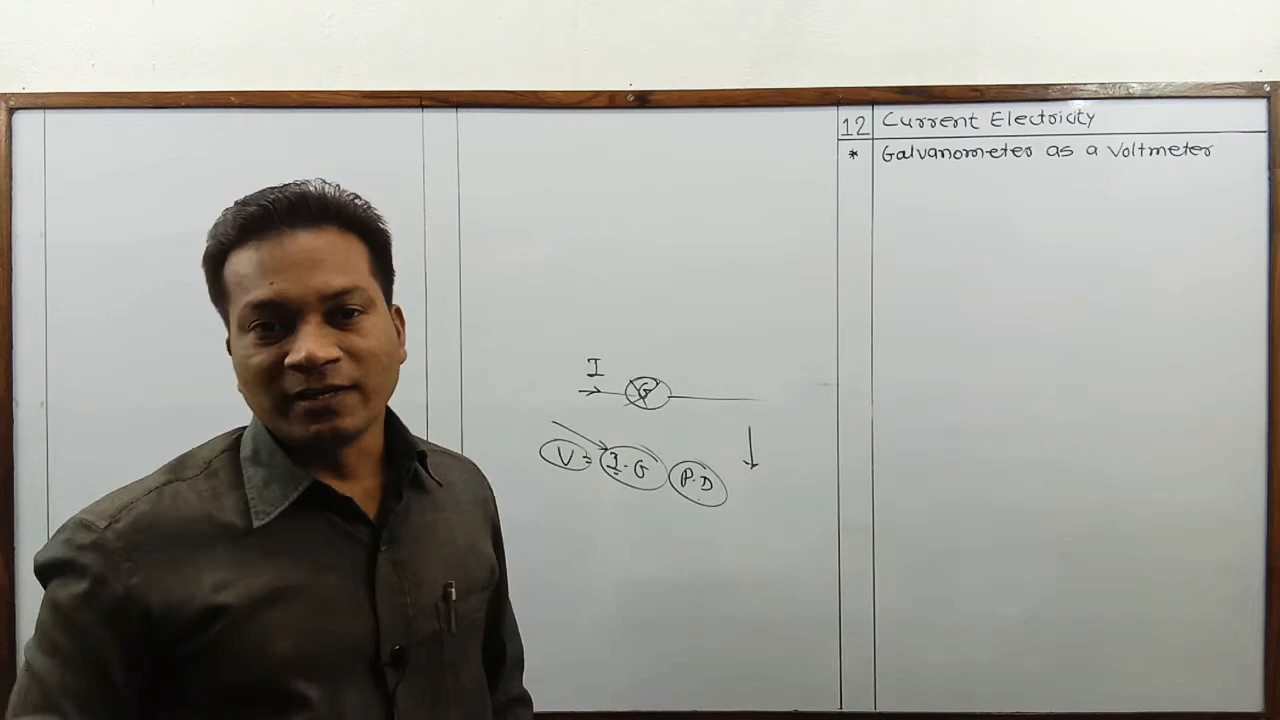 12 Current Electricity
* Galvanometer as a Voltmeter
I
G
V = I.G P.D